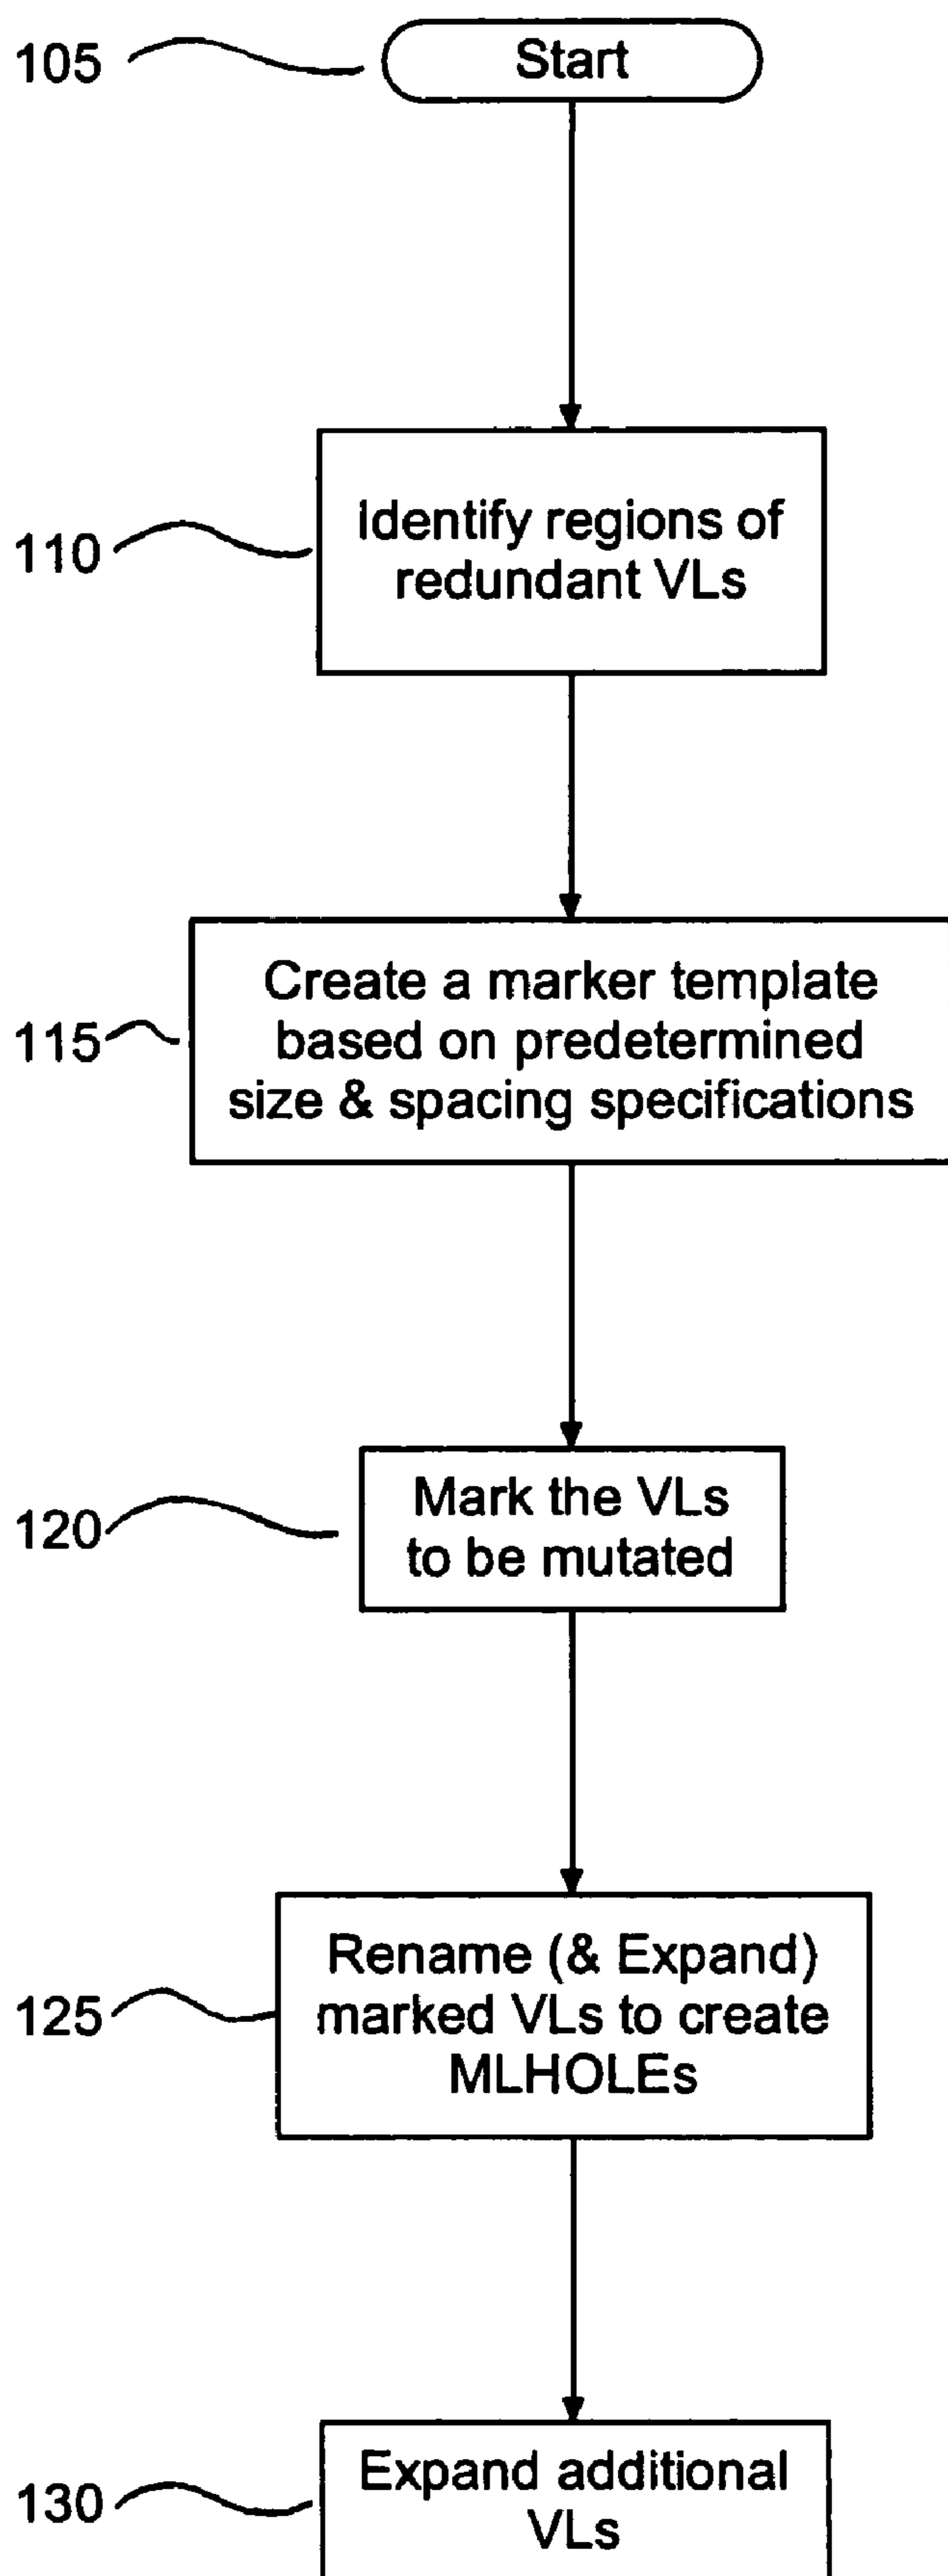 105
Start
110
Identify regions of
redundant VLs
115
Create a marker template
based on predetermined
size & spacing specifications
120
Mark the VLs
to be mutated
125
Rename (& Expand)
marked VLs to create
MLHOLEs
130
Expand additional
VLs